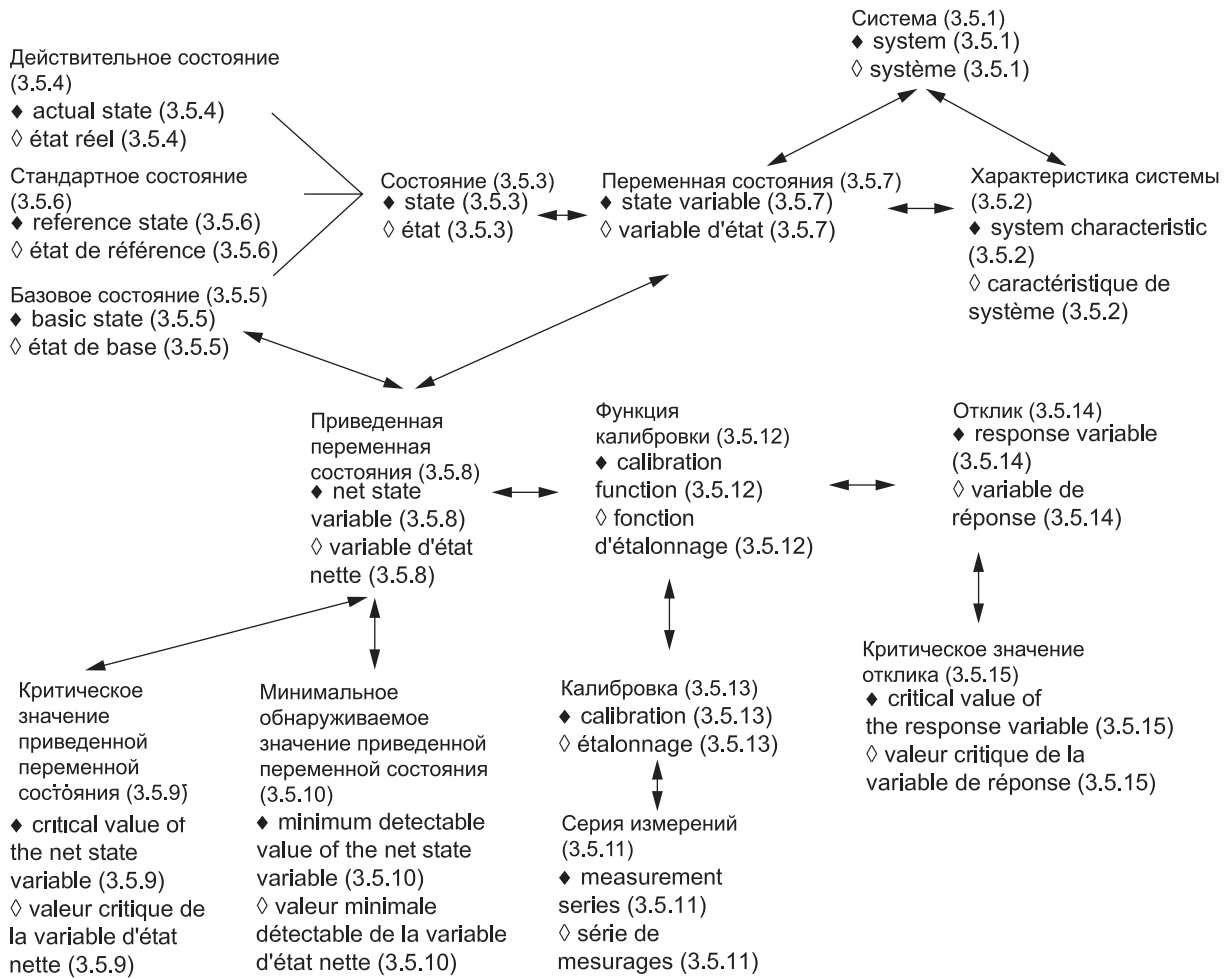 Система (3.5.1)
♦ system (3.5.1)
◊ système (3.5.1)
Действительное состояние
(3.5.4)
♦ actual state (3.5.4)
◊ état réel (3.5.4)
Стандартное состояние
(3.5.6)
♦ reference state (3.5.6)
◊ état de référence (3.5.6)
Базовое состояние (3.5.5)
♦ basic state (3.5.5)
◊ état de base (3.5.5)
Состояние (3.5.3)
♦ state (3.5.3)
◊ état (3.5.3)
Переменная состояния (3.5.7)
♦ state variable (3.5.7)
◊ variable d'état (3.5.7)
Характеристика системы
(3.5.2)
♦ system characteristic
(3.5.2)
◊ caractéristique de
système (3.5.2)
Приведенная
переменная
состояния (3.5.8)
♦ net state
variable (3.5.8)
◊ variable d'état
nette (3.5.8)
Функция
калибровки (3.5.12)
♦ calibration
function (3.5.12)
◊ fonction
d'étalonnage (3.5.12)
Отклик (3.5.14)
♦ response variable
(3.5.14)
◊ variable de
réponse (3.5.14)
Критическое
значение
приведенной
переменной
состояния (3.5.9)
♦ critical value of
the net state
variable (3.5.9)
◊ valeur critique de
la variable d'état
nette (3.5.9)
Минимальное
обнаруживаемое
значение приведенной
переменной состояния
(3.5.10)
♦ minimum detectable
value of the net state
variable (3.5.10)
◊ valeur minimale
détectable de la variable
d'état nette (3.5.10)
Калибровка (3.5.13)
♦ calibration (3.5.13)
◊ étalonnage (3.5.13)
Серия измерений
(3.5.11)
♦ measurement
series (3.5.11)
◊ série de
mesurages (3.5.11)
Критическое значение
отклика (3.5.15)
♦ critical value of
the response variable (3.5.15)
◊ valeur critique de la
variable de réponse (3.5.15)